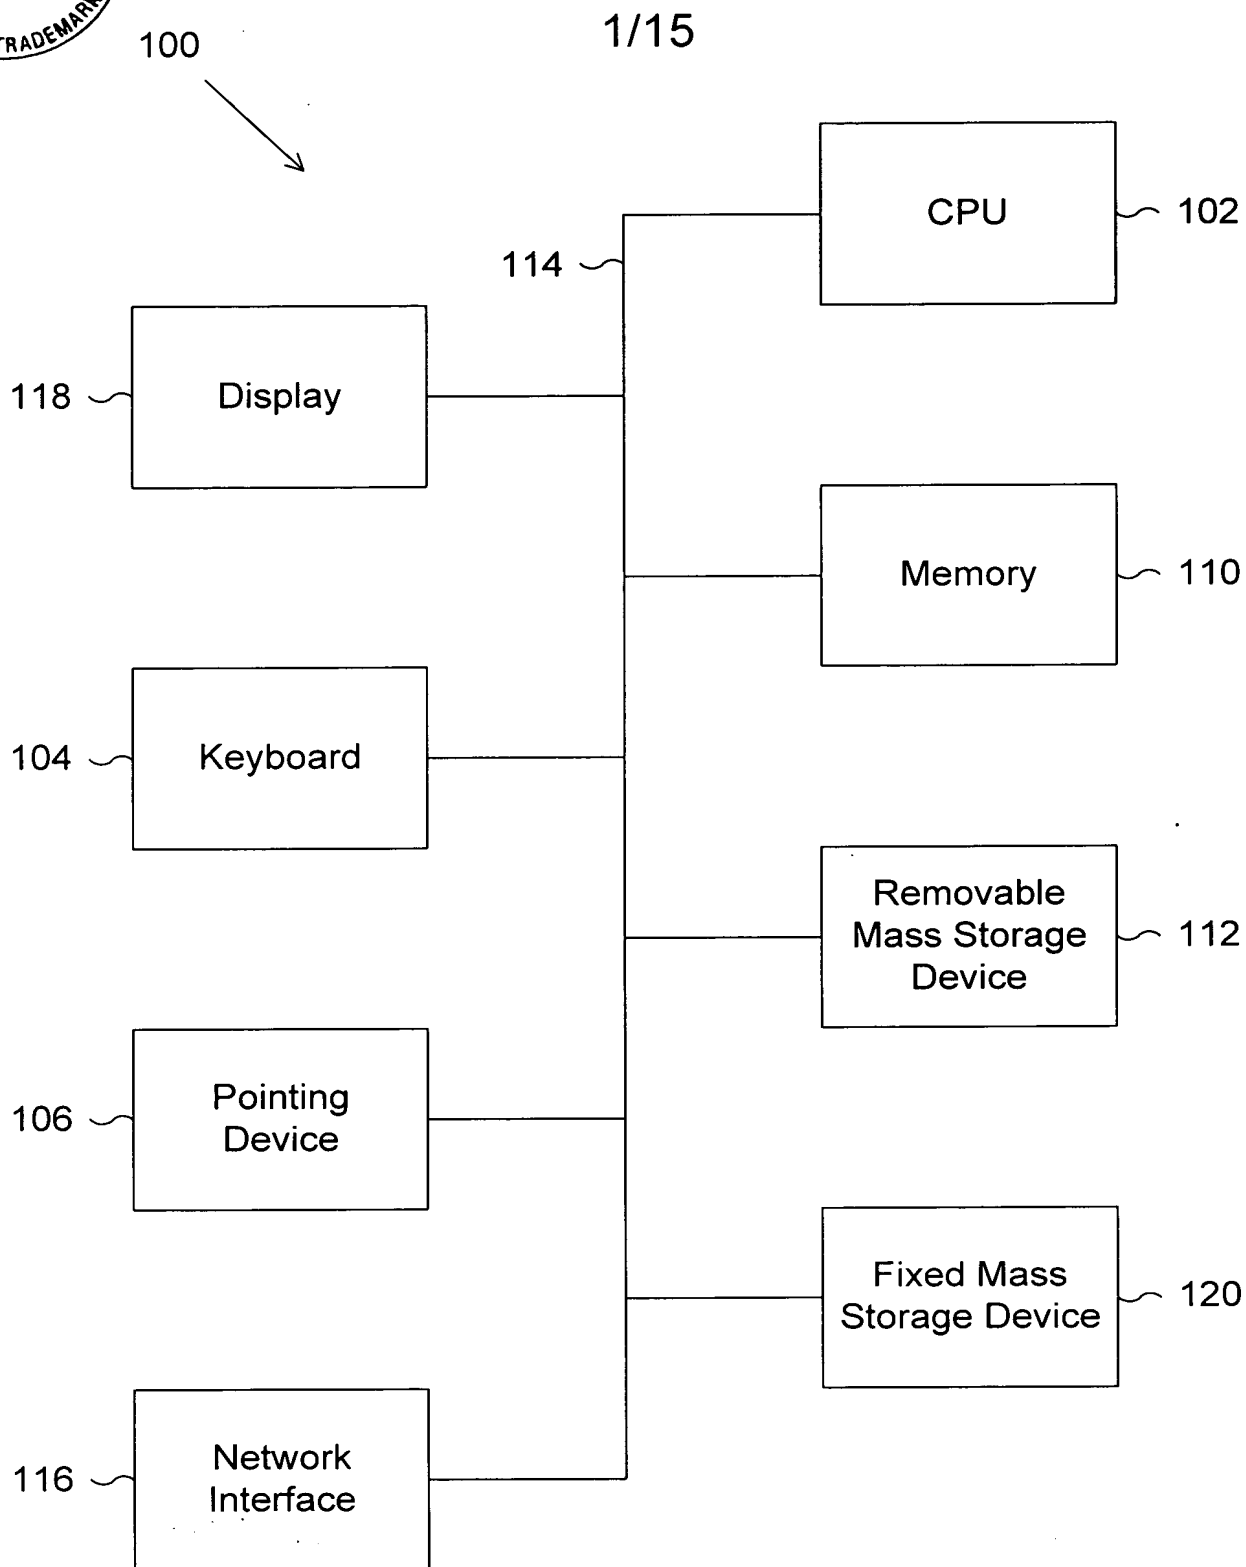 TRADEMARK
1/15
100
CPU
102
114
Display
118
Memory
110
Keyboard
104
Removable
Mass Storage
Device
112
Pointing
Device
106
Fixed Mass
Storage Device
120
Network
Interface
116